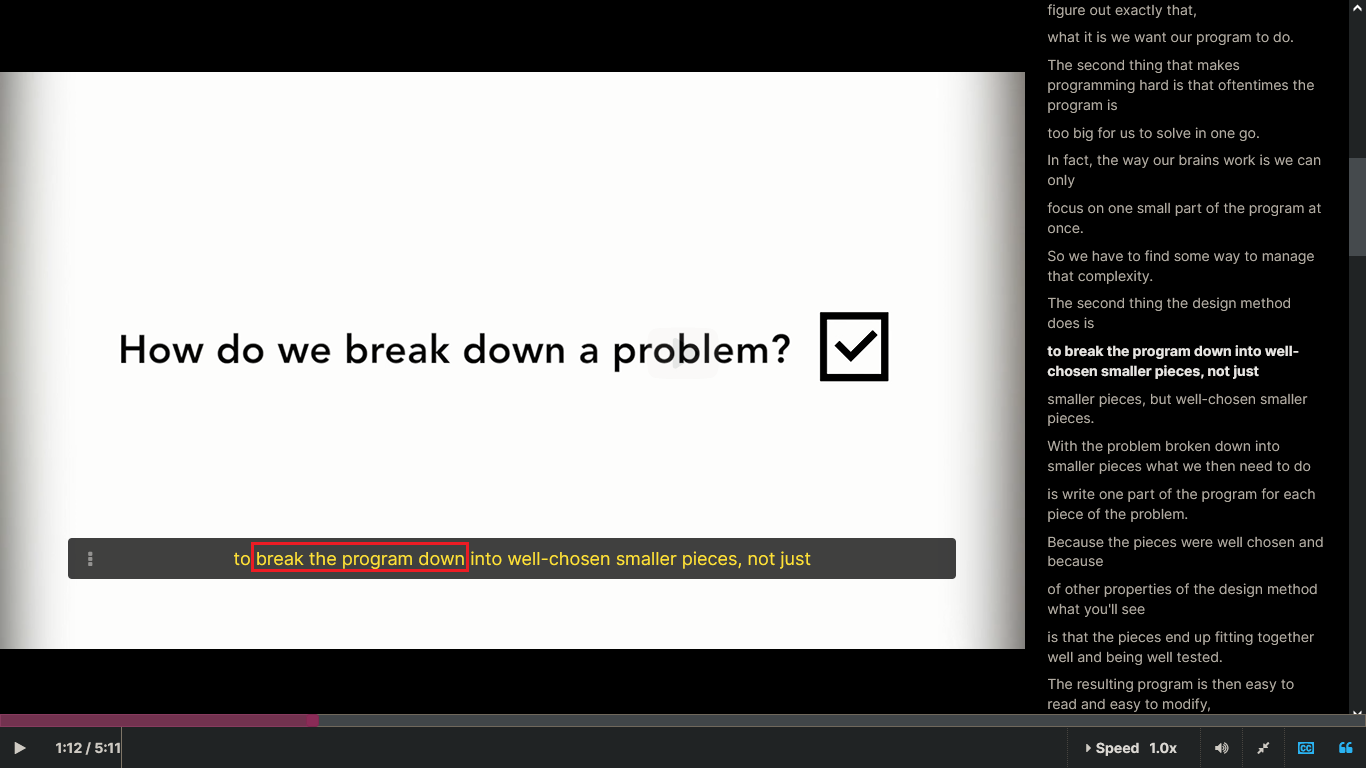 How do we break down a problem?
to break the program down into well-chosen smaller pieces, not just
figure out exactly that,
what it is we want our program to do.
The second thing that makes
programming hard is that oftentimes the
program is
too big for us to solve in one go.
In fact, the way our brains work is we can
only
focus on one small part of the program at
once.
So we have to find some way to manage
that complexity.
The second thing the design method
does is
to break the program down into well-
chosen smaller pieces, not just
smaller pieces, but well-chosen smaller
pieces.
With the problem broken down into
smaller pieces what we then need to do
is write one part of the program for each
piece of the problem.
Because the pieces were well chosen and
because
of other properties of the design method
what you'll see
is that the pieces end up fitting together
well and being well tested.
The resulting program is then easy to
read and easy to modify,
1:12 / 5:11
Speed 1.0x
CC